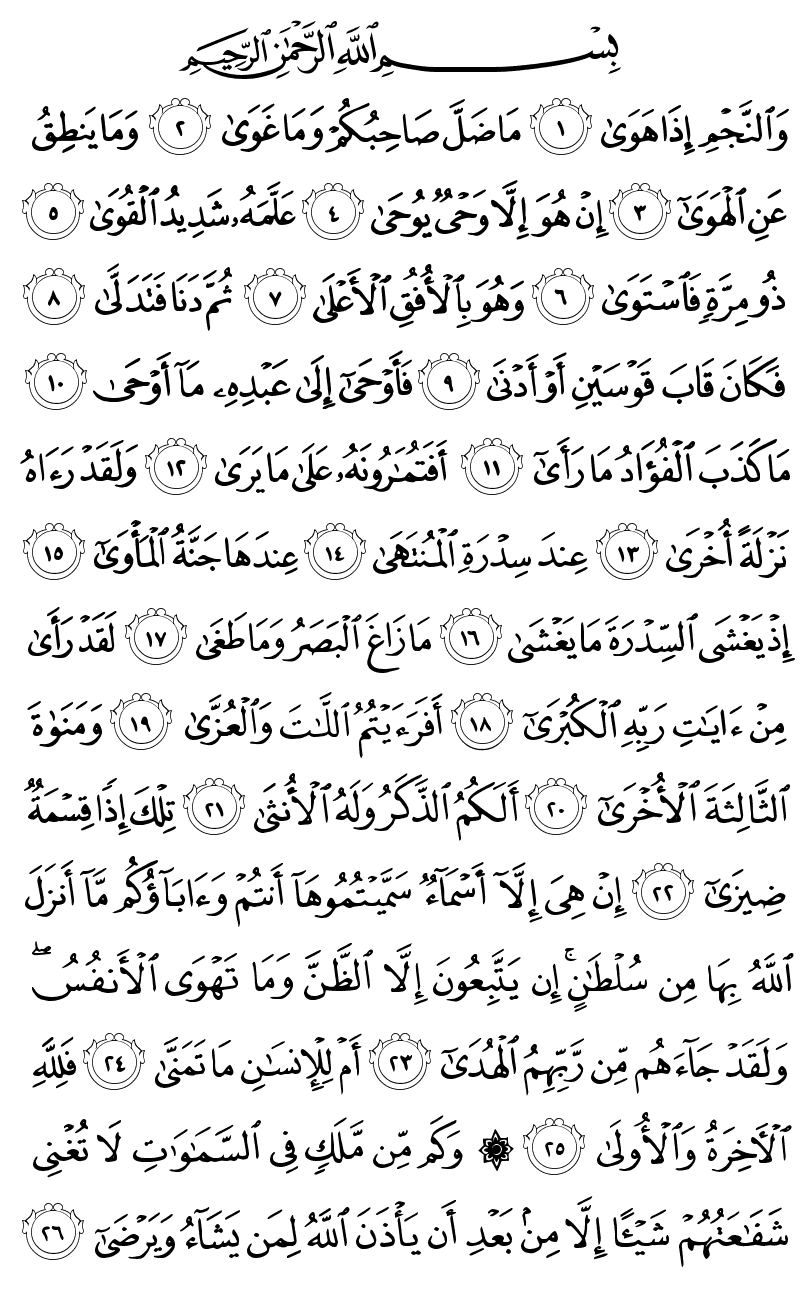 بِسْمِ ٱللَّهِ ٱلرَّحْمَٰنِ ٱلرَّحِيمِ
وَٱلنَّجْمِ إِذَا هَوَىٰ ١ مَا ضَلَّ صَاحِبُكُمْ وَمَا غَوَىٰ ٢ وَمَا يَنطِقُ
عَنِ ٱلْهَوَىٰٓ ٣ إِنْ هُوَ إِلَّا وَحْىٌ يُوحَىٰ ٤ عَلَّمَهُۥ شَدِيدُ ٱلْقُوَىٰ ٥
ذُو مِرَّةٍ فَٱسْتَوَىٰ ٦ وَهُوَ بِٱلْأُفُقِ ٱلْأَعْلَىٰ ٧ ثُمَّ دَنَا فَتَدَلَّىٰ ٨
فَكَانَ قَابَ قَوْسَيْنِ أَوْ أَدْنَىٰ ٩ فَأَوْحَىٰٓ إِلَىٰ عَبْدِهِۦ مَآ أَوْحَىٰ ١٠
مَا كَذَبَ ٱلْفُؤَادُ مَا رَأَىٰٓ ١١ أَفَتُمَٰرُونَهُۥ عَلَىٰ مَا يَرَىٰ ١٢ وَلَقَدْ رَءَاهُ
نَزْلَةً أُخْرَىٰ ١٣ عِندَ سِدْرَةِ ٱلْمُنتَهَىٰ ١٤ عِندَهَا جَنَّةُ ٱلْمَأْوَىٰٓ ١٥
إِذْ يَغْشَى ٱلسِّدْرَةَ مَا يَغْشَىٰ ١٦ مَا زَاغَ ٱلْبَصَرُ وَمَا طَغَىٰ ١٧ لَقَدْ رَأَىٰ
مِنْ ءَايَٰتِ رَبِّهِ ٱلْكُبْرَىٰٓ ١٨ أَفَرَءَيْتُمُ ٱللَّٰتَ وَٱلْعُزَّىٰ ١٩ وَمَنَوٰةَ
ٱلثَّالِثَةَ ٱلْأُخْرَىٰٓ ٢٠ أَلَكُمُ ٱلذَّكَرُ وَلَهُ ٱلْأُنثَىٰ ٢١ تِلْكَ إِذًا قِسْمَةٌ
ضِيزَىٰٓ ٢٢ إِنْ هِىَ إِلَّآ أَسْمَآءٌ سَمَّيْتُمُوهَآ أَنتُمْ وَءَابَآؤُكُم مَّآ أَنزَلَ
ٱللَّهُ بِهَا مِن سُلْطَٰنٍ ۚ إِن يَتَّبِعُونَ إِلَّا ٱلظَّنَّ وَمَا تَهْوَى ٱلْأَنفُسُ ۖ
وَلَقَدْ جَآءَهُم مِّن رَّبِّهِمُ ٱلْهُدَىٰٓ ٢٣ أَمْ لِلْإِنسَٰنِ مَا تَمَنَّىٰ ٢٤ فَلِلَّهِ
ٱلْءَاخِرَةُ وَٱلْأُولَىٰ ٢٥ ۞ وَكَم مِّن مَّلَكٍ فِى ٱلسَّمَٰوَٰتِ لَا تُغْنِى
شَفَٰعَتُهُمْ شَيْـًٔا إِلَّا مِنۢ بَعْدِ أَن يَأْذَنَ ٱللَّهُ لِمَن يَشَآءُ وَيَرْضَىٰٓ ٢٦